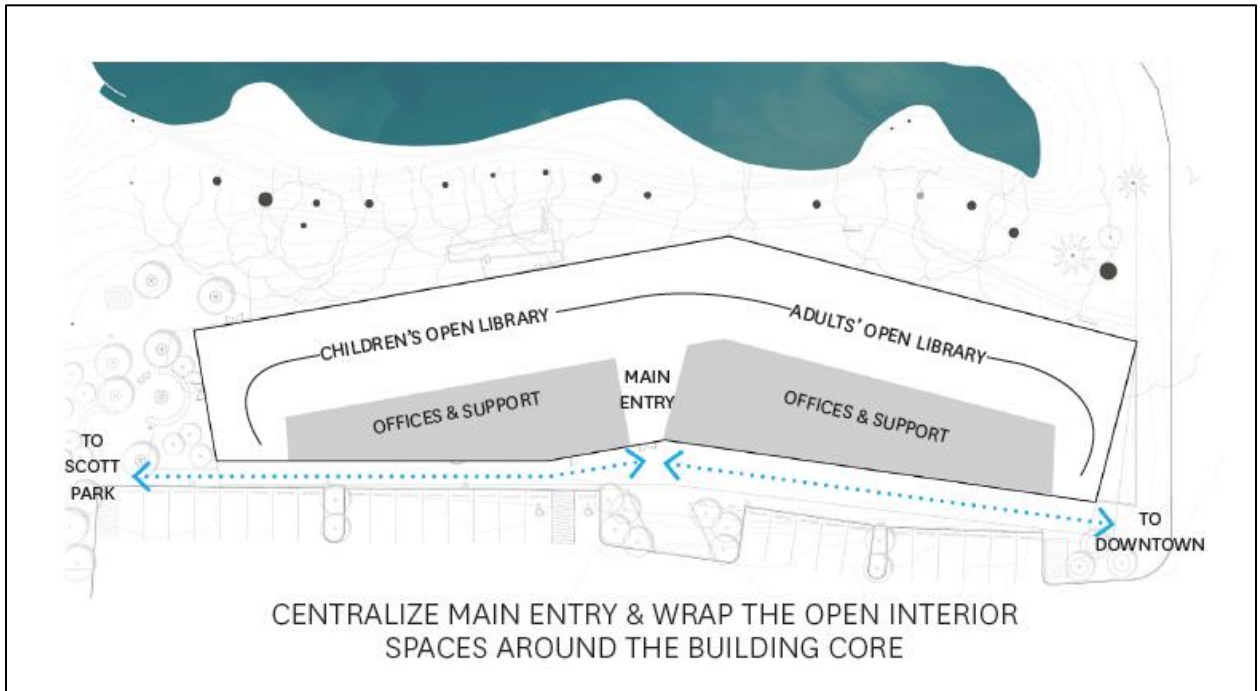 CHILDREN'S OPEN LIBRARY
ADULTS' OPEN LIBRARY
MAIN
ENTRY
OFFICES & SUPPORT
OFFICES & SUPPORT
TO
SCOTT
PARK
TO
DOWNTOWN
CENTRALIZE MAIN ENTRY & WRAP THE OPEN INTERIOR
SPACES AROUND THE BUILDING CORE